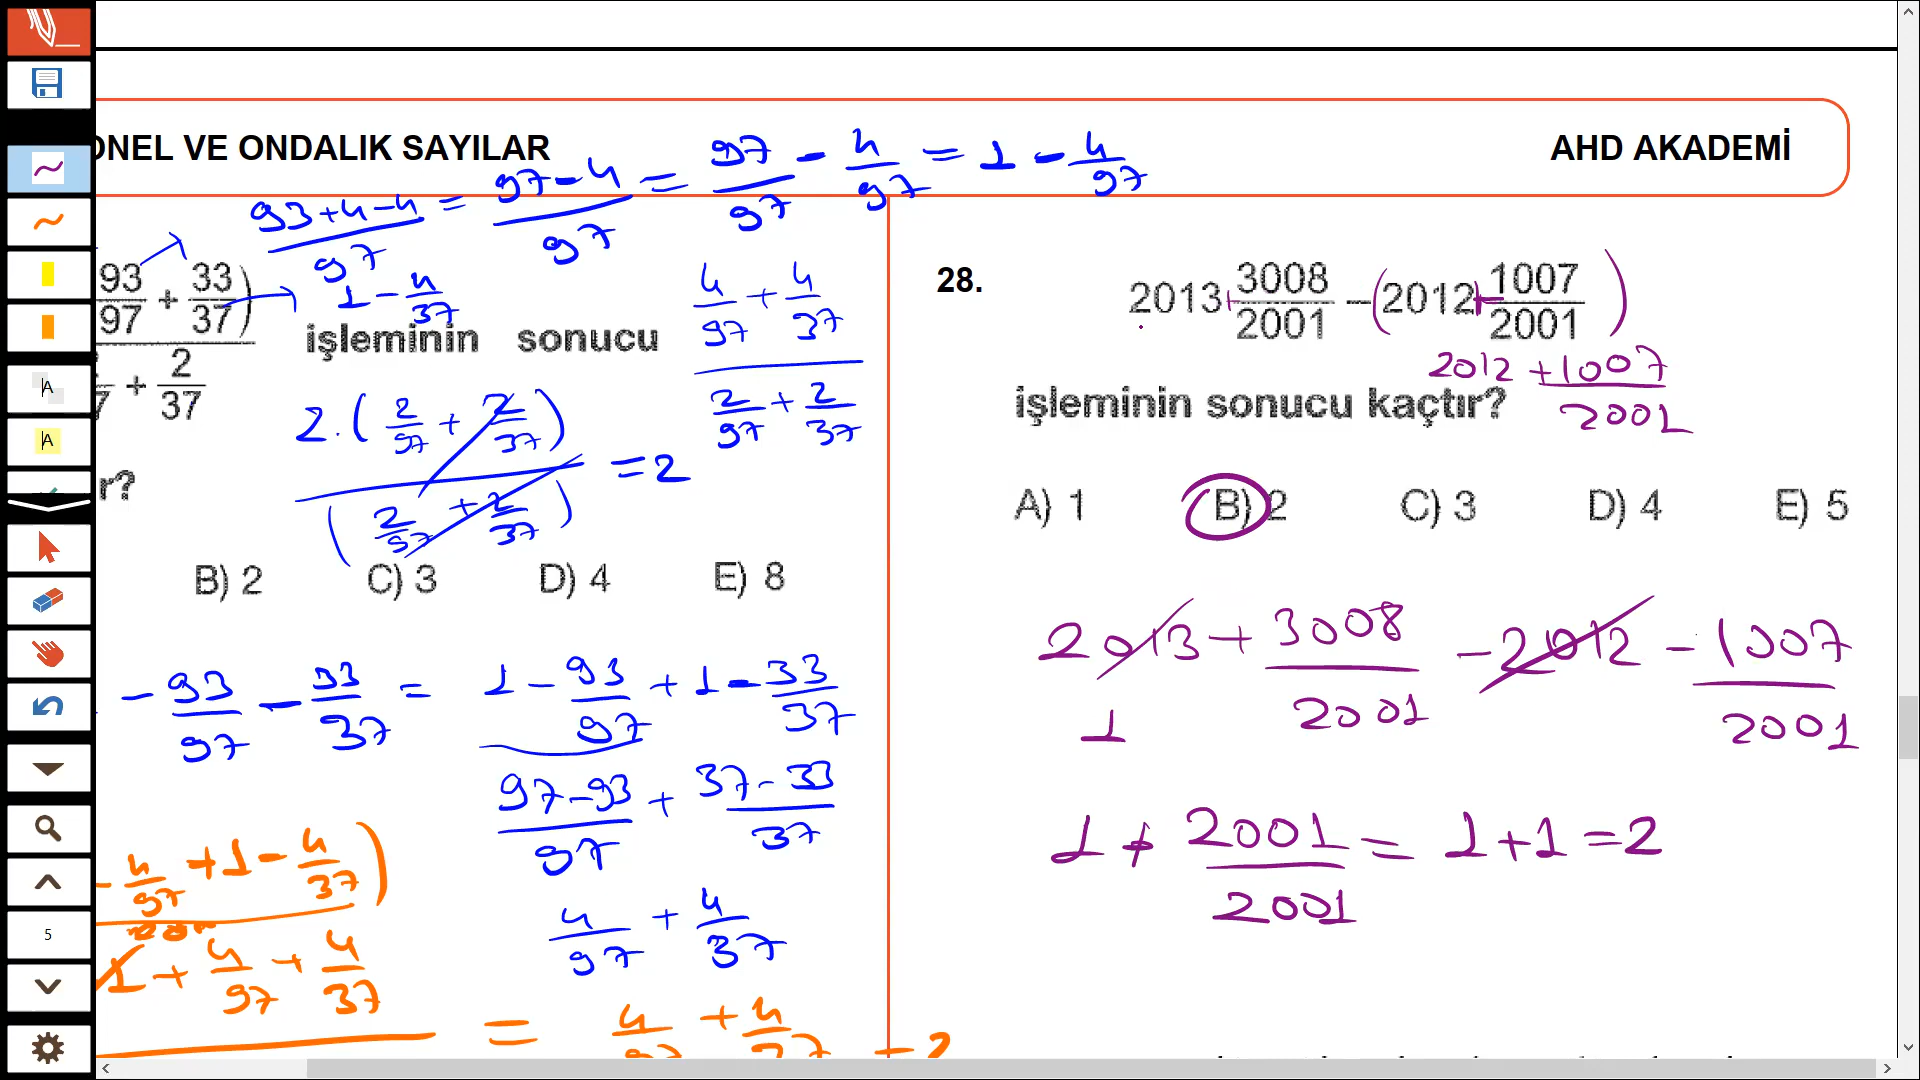 ONEL VE ONDALIK SAYILAR
AHD AKADEMİ
93+4-4/97 = 97-4/97 = 97/97 - 4/97 = 1 - 4/97
93/97 + 33/37)
1 - 4/37
işleminin sonucu
+ 2/37
r?
4/97 + 4/37
2/97 + 2/37
2.(2/97 + 2/37)
(2/97 + 2/37)
=2
B) 2 C) 3 D) 4 E) 8
- 93/97 - 33/37 = 1 - 93/97 + 1 - 33/37
97-93/97 + 37-33/37
4/97 + 4/37
- 4/97 + 1 - 4/37)
1 + 4/97 + 4/37
=
28.
2013+3008/2001 - (2012+1007/2001)
2012 + 1007/2001
işleminin sonucu kaçtır?
A) 1 B) 2 C) 3 D) 4 E) 5
2013 + 3008/2001 - 2012 - 1007/2001
1
1 + 2001/2001 = 1+1 = 2
A
A
5